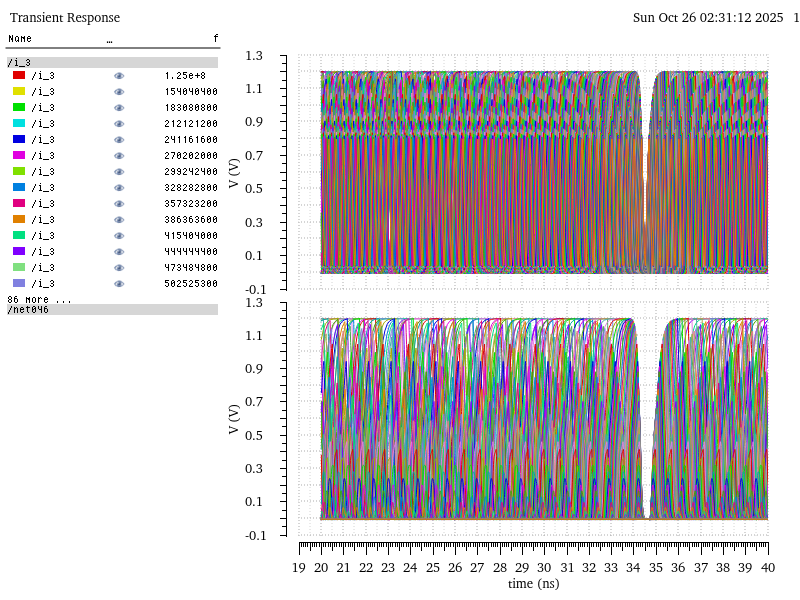 Transient Response
Sun Oct 26 02:31:12 2025 1
Name ... f
/i_3
/i_3 1.25e+8
/i_3 154040400
/i_3 183080800
/i_3 212121200
/i_3 241161600
/i_3 270202000
/i_3 299242400
/i_3 328282800
/i_3 357323200
/i_3 386363600
/i_3 415404000
/i_3 444444400
/i_3 473484800
/i_3 502525300
86 more ...
/net046
1.3
1.1
0.9
0.7
0.5
0.3
0.1
-0.1
V (V)
1.3
1.1
0.9
0.7
0.5
0.3
0.1
-0.1
V (V)
19 20 21 22 23 24 25 26 27 28 29 30 31 32 33 34 35 36 37 38 39 40
time (ns)